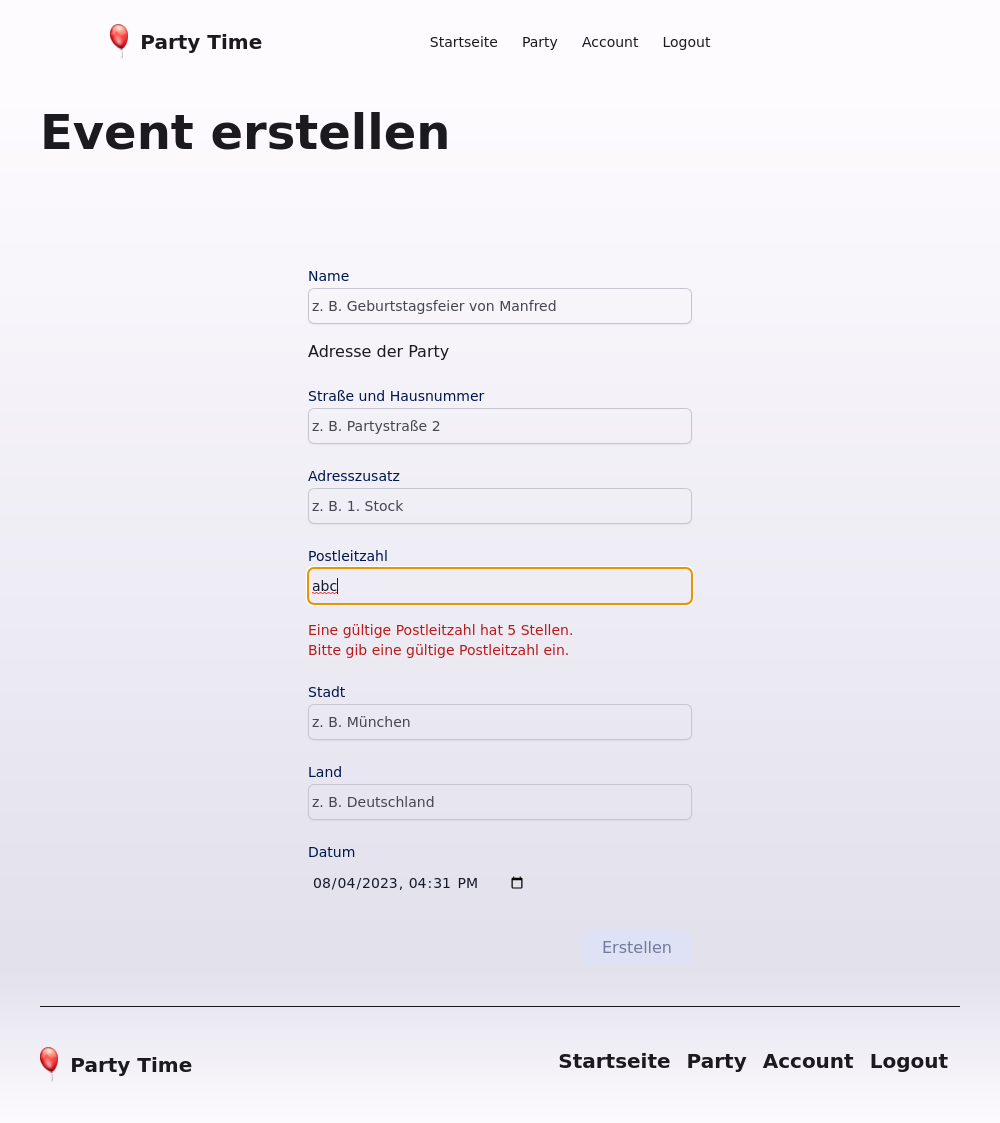 Party Time
Startseite Party Account Logout
Event erstellen
Name
z. B. Geburtstagsfeier von Manfred
Adresse der Party
Straße und Hausnummer
z. B. Partystraße 2
Adresszusatz
z. B. 1. Stock
Postleitzahl
abc
Eine gültige Postleitzahl hat 5 Stellen.
Bitte gib eine gültige Postleitzahl ein.
Stadt
z. B. München
Land
z. B. Deutschland
Datum
08/04/2023, 04:31 PM
Erstellen
Party Time
Startseite Party Account Logout